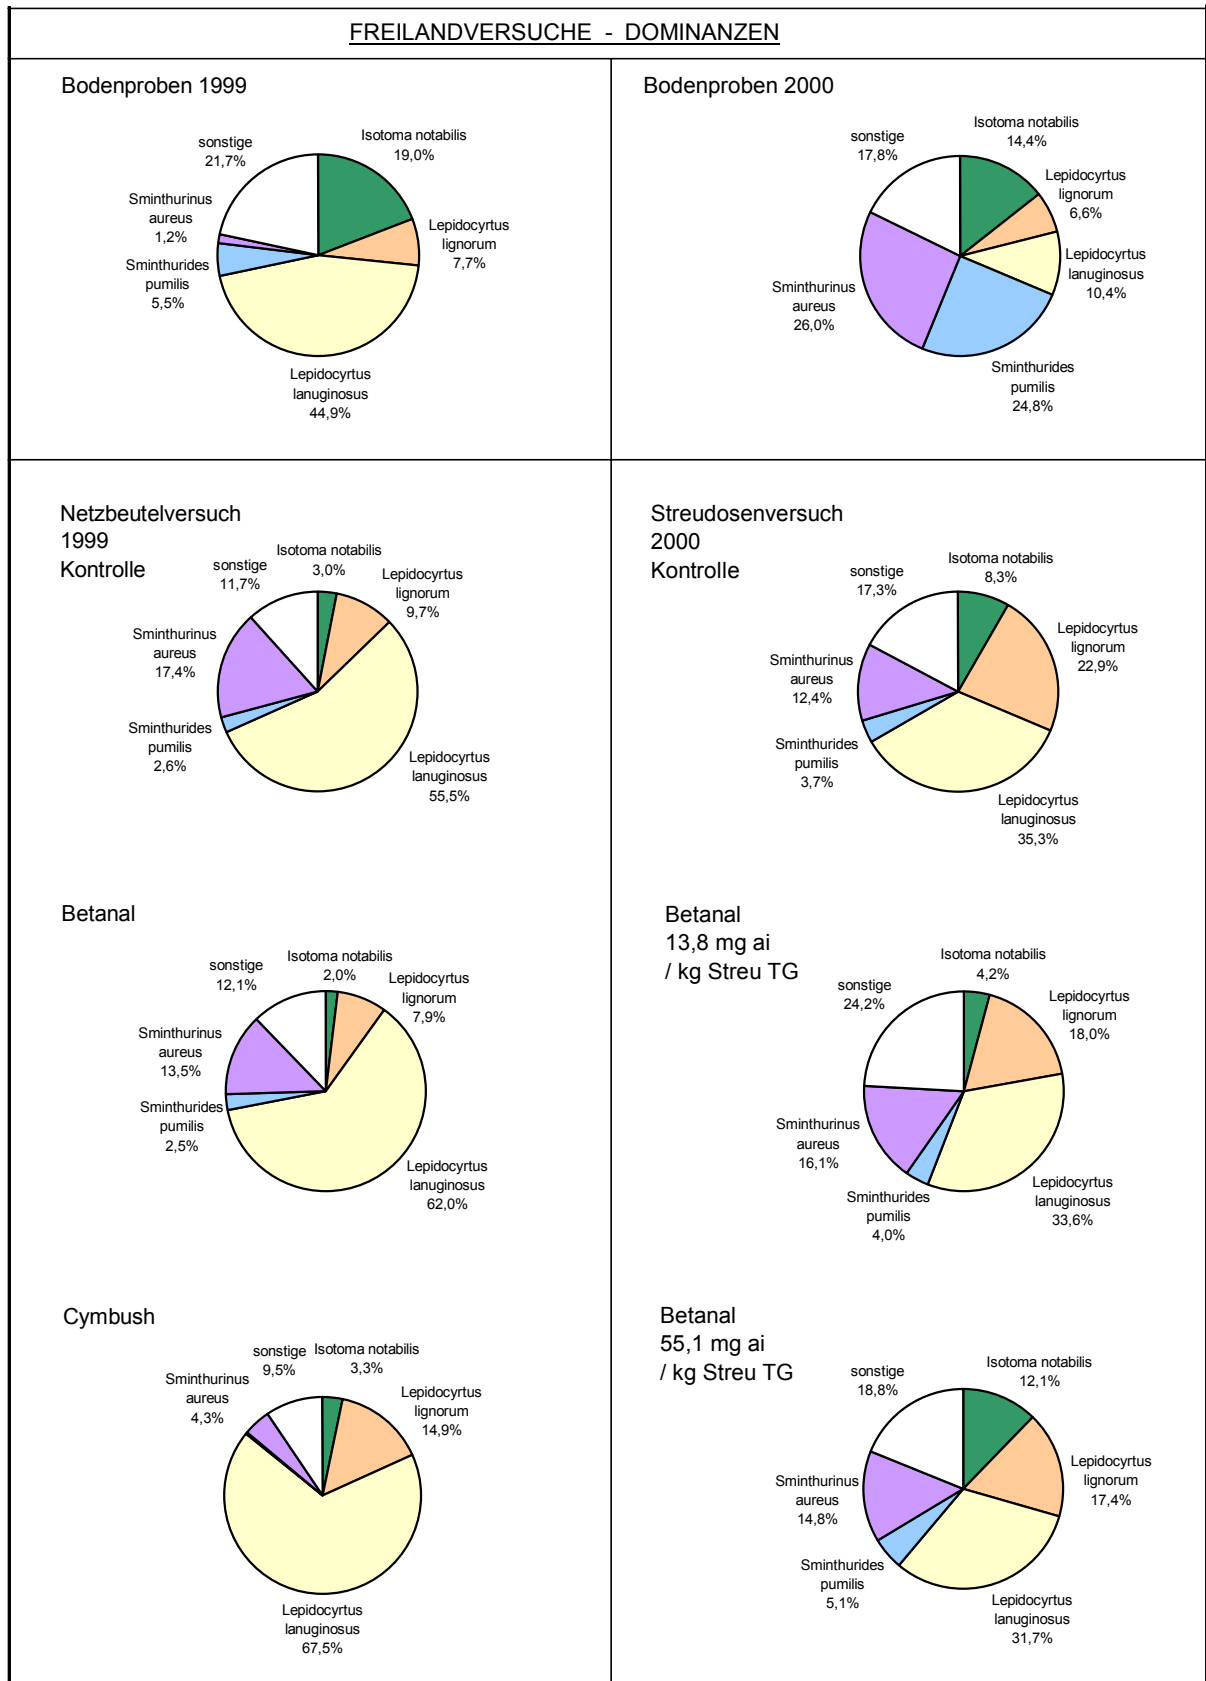 FREILANDVERSUCHE - DOMINANZEN
Bodenproben 1999
sonstige
21,7%
Isotoma notabilis
19,0%
Sminthurinus
aureus
1,2%
Lepidocyrtus
lignorum
7,7%
Sminthurides
pumilis
5,5%
Lepidocyrtus
lanuginosus
44,9%
Bodenproben 2000
sonstige
17,8%
Isotoma notabilis
14,4%
Lepidocyrtus
lignorum
6,6%
Lepidocyrtus
lanuginosus
10,4%
Sminthurinus
aureus
26,0%
Sminthurides
pumilis
24,8%
Netzbeutelversuch
1999
Kontrolle
sonstige
11,7%
Isotoma notabilis
3,0%
Lepidocyrtus
lignorum
9,7%
Sminthurinus
aureus
17,4%
Sminthurides
pumilis
2,6%
Lepidocyrtus
lanuginosus
55,5%
Streudosenversuch
2000
Kontrolle
sonstige
17,3%
Isotoma notabilis
8,3%
Lepidocyrtus
lignorum
22,9%
Sminthurinus
aureus
12,4%
Sminthurides
pumilis
3,7%
Lepidocyrtus
lanuginosus
35,3%
Betanal
sonstige
12,1%
Isotoma notabilis
2,0%
Lepidocyrtus
lignorum
7,9%
Sminthurinus
aureus
13,5%
Sminthurides
pumilis
2,5%
Lepidocyrtus
lanuginosus
62,0%
Betanal
13,8 mg ai
/ kg Streu TG
sonstige
24,2%
Isotoma notabilis
4,2%
Lepidocyrtus
lignorum
18,0%
Sminthurinus
aureus
16,1%
Sminthurides
pumilis
4,0%
Lepidocyrtus
lanuginosus
33,6%
Cymbush
sonstige
9,5%
Isotoma notabilis
3,3%
Sminthurinus
aureus
4,3%
Lepidocyrtus
lignorum
14,9%
Lepidocyrtus
lanuginosus
67,5%
Betanal
55,1 mg ai
/ kg Streu TG
sonstige
18,8%
Isotoma notabilis
12,1%
Lepidocyrtus
lignorum
17,4%
Sminthurinus
aureus
14,8%
Sminthurides
pumilis
5,1%
Lepidocyrtus
lanuginosus
31,7%